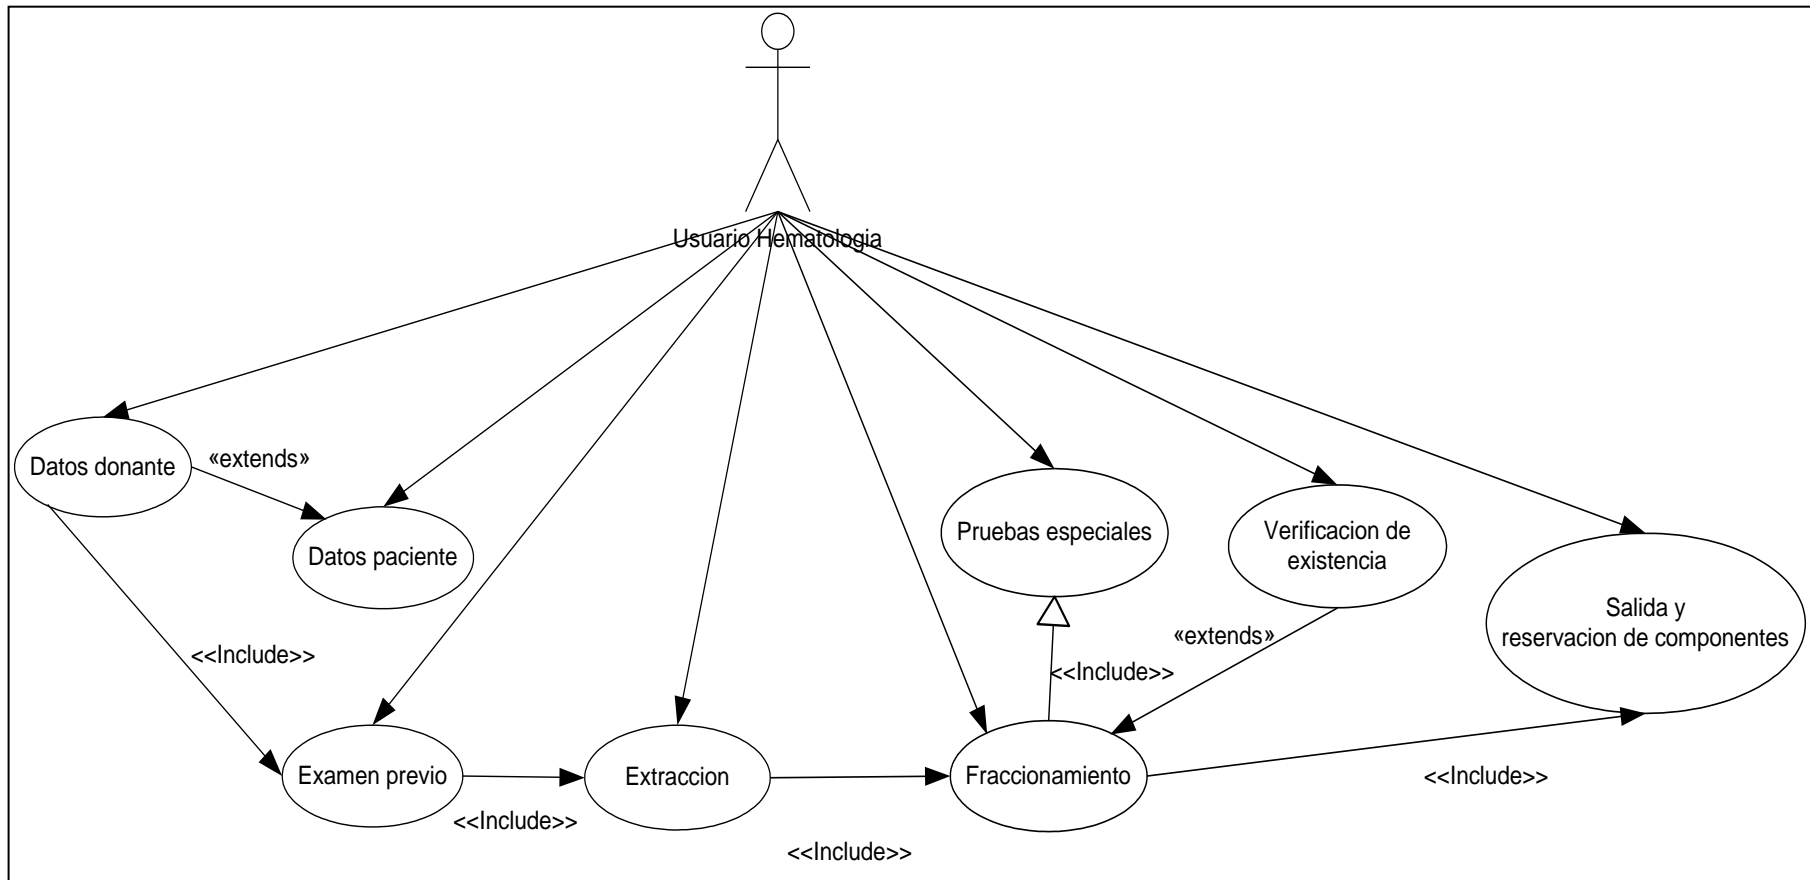 Usuario Hematologia
Datos donante
«extends»
Datos paciente
Pruebas especiales
Verificacion de
existencia
Salida y
reservacion de componentes
<<Include>>
«extends»
<<Include>>
Examen previo
Extraccion
Fraccionamiento
<<Include>>
<<Include>>
<<Include>>